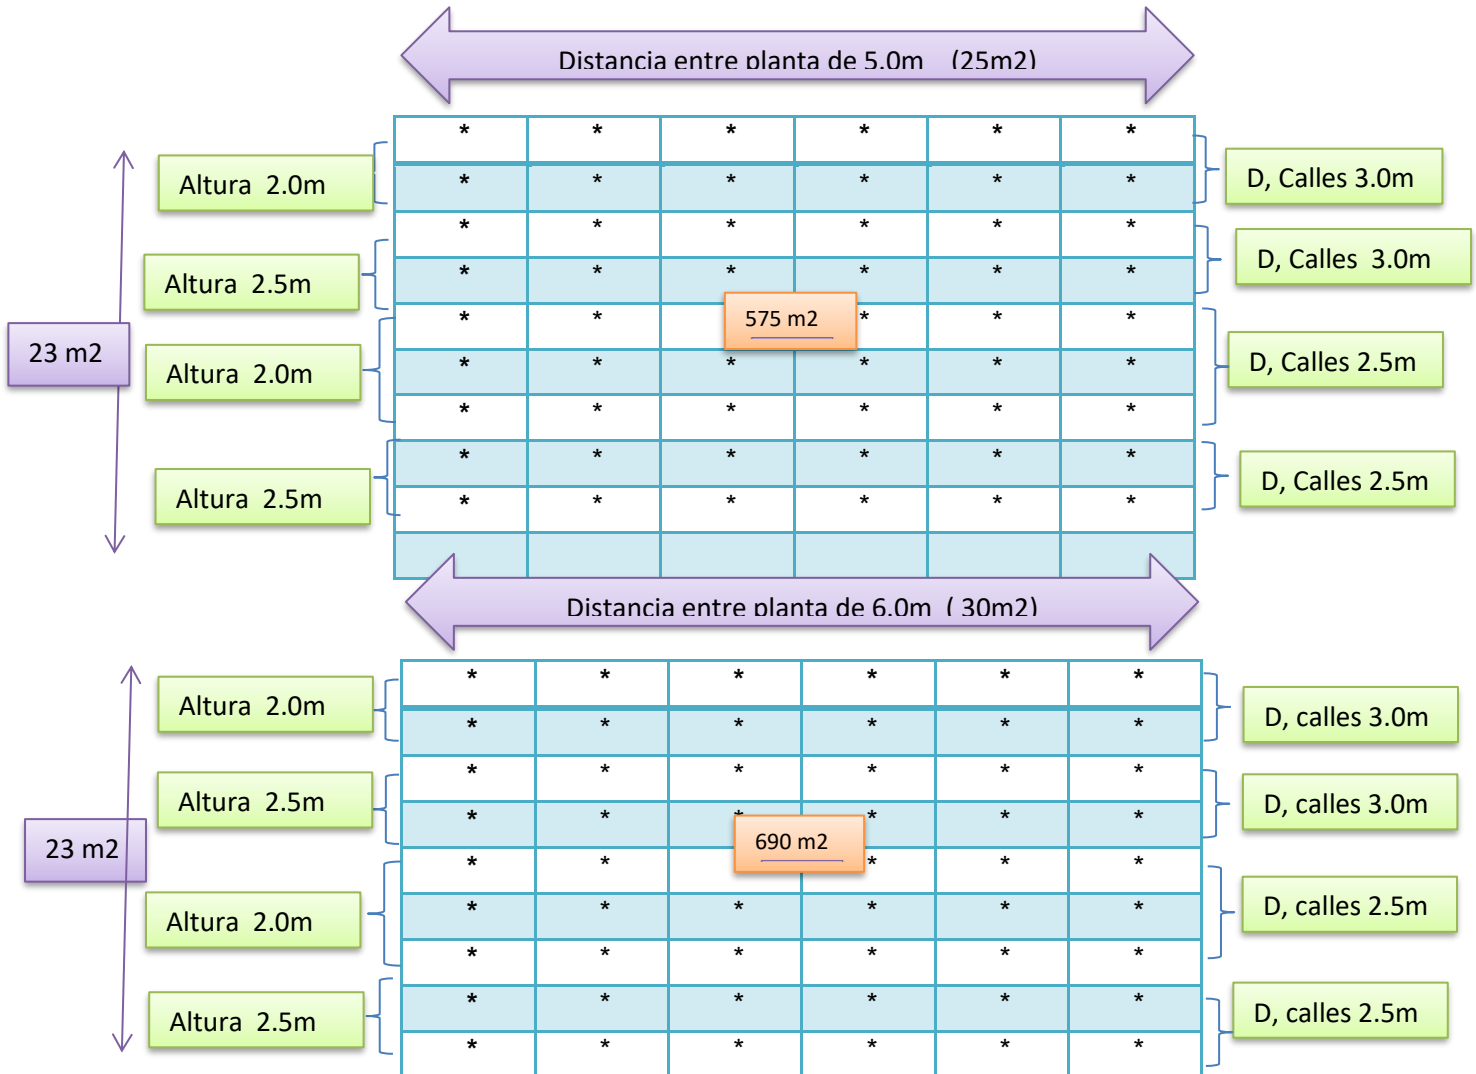 Distancia entre planta de 5.0m (25m2)
* * * * * *
Altura 2.0m
D, Calles 3.0m
* * * * * *
* * * * * *
Altura 2.5m
D, Calles 3.0m
* * * * * *
* * 575 m2 * * *
23 m2
Altura 2.0m
D, Calles 2.5m
* * * * * *
* * * * * *
* * * * * *
Altura 2.5m
D, Calles 2.5m
* * * * * *
Distancia entre planta de 6.0m ( 30m2)
* * * * * *
Altura 2.0m
D, calles 3.0m
* * * * * *
* * * * * *
Altura 2.5m
D, calles 3.0m
* * * * * *
23 m2
* * 690 m2 * * *
Altura 2.0m
D, calles 2.5m
* * * * * *
* * * * * *
* * * * * *
Altura 2.5m
D, calles 2.5m
* * * * * *